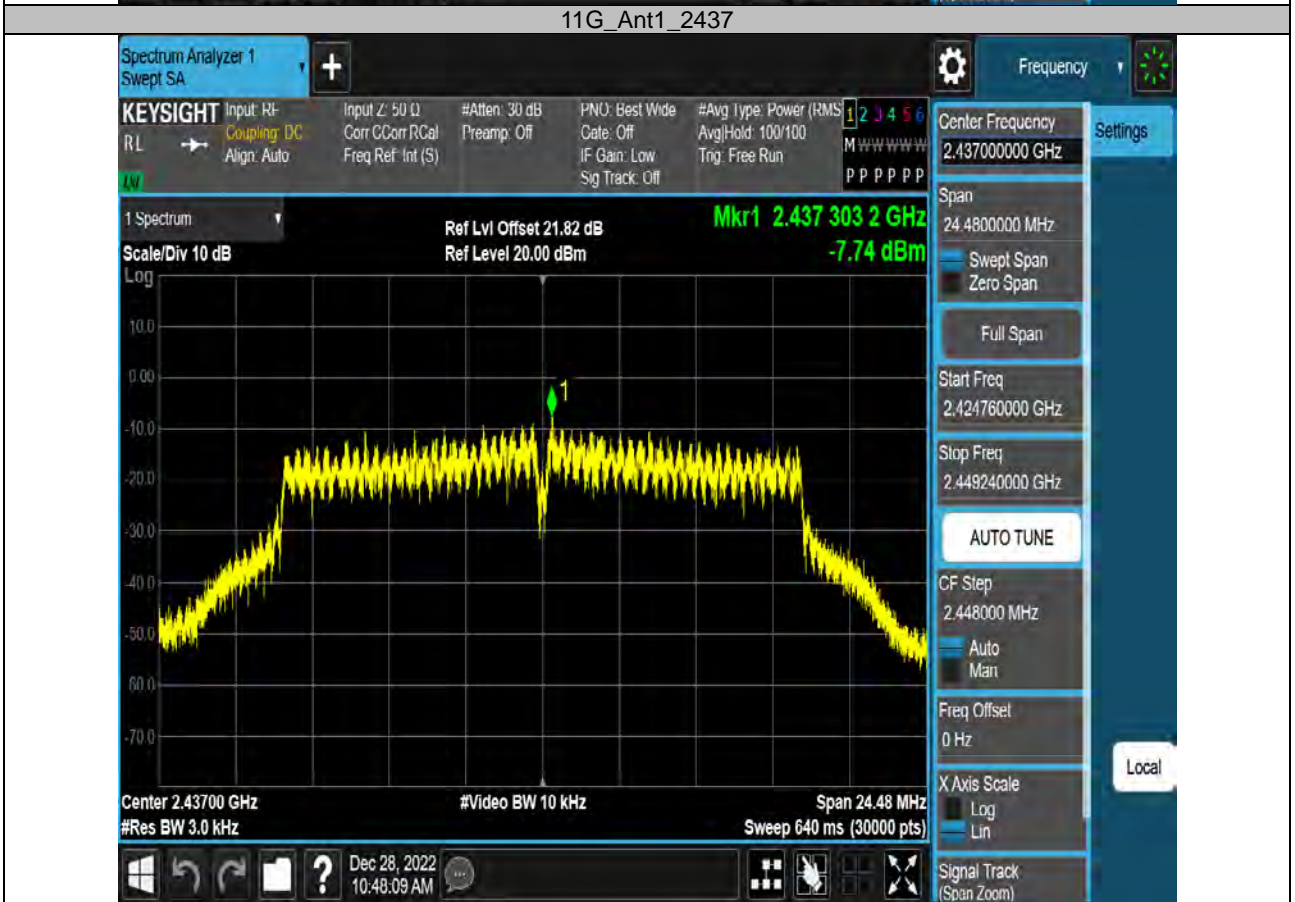 11G_Ant1_2437
Spectrum Analyzer 1
Swept SA
Frequency
KEYSIGHT
RL
Input: RF
Coupling: DC
Align: Auto
Input Z: 50 Ω
Corr CCorr RCal
Freq Ref: Int (S)
#Atten: 30 dB
Preamp: Off
PNO: Best Wide
Gate: Off
IF Gain: Low
Sig Track: Off
#Avg Type: Power (RMS
Avg|Hold: 100/100
Trig: Free Run
1 2 3 4 5 6
M W W W W W
P P P P P P
1 Spectrum
Scale/Div 10 dB
Log
Ref Lvl Offset 21.82 dB
Ref Level 20.00 dBm
Mkr1 2.437 303 2 GHz
-7.74 dBm
10.0
0.00
-10.0
-20.0
-30.0
-40.0
-50.0
-60.0
-70.0
1
Center 2.43700 GHz
#Res BW 3.0 kHz
#Video BW 10 kHz
Span 24.48 MHz
Sweep 640 ms (30000 pts)
Dec 28, 2022
10:48:09 AM
Center Frequency
2.437000000 GHz
Settings
Span
24.4800000 MHz
Swept Span
Zero Span
Full Span
Start Freq
2.424760000 GHz
Stop Freq
2.449240000 GHz
AUTO TUNE
CF Step
2.448000 MHz
Auto
Man
Freq Offset
0 Hz
X Axis Scale
Log
Lin
Local
Signal Track
(Span Zoom)